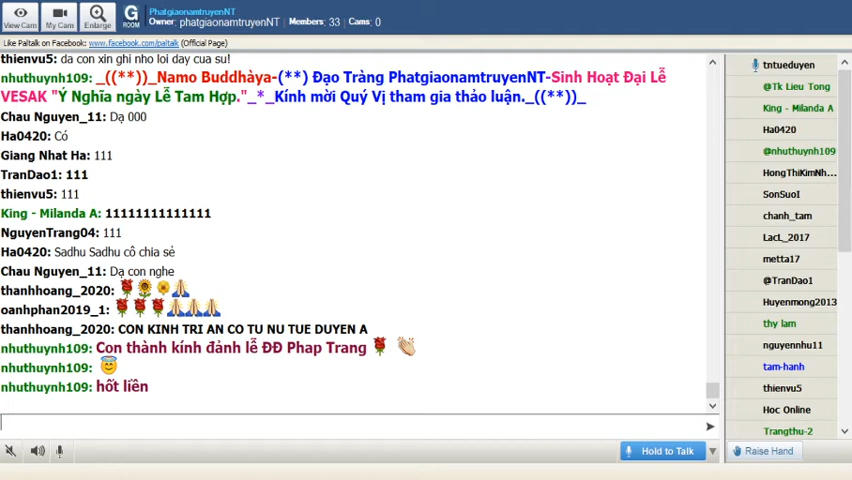 View Cam
My Cam
Enlarge
G
ROOM
PhatgiaonamtruyenNT
Owner: phatgiaonamtruyenNT Members: 33 Cams: 0
Like Paltalk on Facebook: www.facebook.com/paltalk (Official Page)
thienvu5: da con xin ghi nho loi day cua su!
nhuthuynh109: _((**))_Namo Buddhàya-(**) Đạo Tràng PhatgiaonamtruyenNT-Sinh Hoạt Đại Lễ
VESAK "Ý Nghĩa ngày Lễ Tam Hợp."_*_Kính mời Quý Vị tham gia thảo luận._((**))_
Chau Nguyen_11: Dạ 000
Ha0420: Có
Giang Nhat Ha: 111
TranDao1: 111
thienvu5: 111
King - Milanda A: 11111111111111
NguyenTrang04: 111
Ha0420: Sadhu Sadhu cô chia sẻ
Chau Nguyen_11: Dạ con nghe
thanhhoang_2020:
oanhphan2019_1:
thanhhoang_2020: CON KINH TRI AN CO TU NU TUE DUYEN A
nhuthuynh109: Con thành kính đảnh lễ ĐĐ Phap Trang
nhuthuynh109:
nhuthuynh109: hốt liền
Hold to Talk
tntueduyen
@Tk Lieu Tong
King - Milanda A
Ha0420
@nhuthuynh109
HongThiKimNh...
SonSuoI
chanh_tam
LacL_2017
metta17
@TranDao1
Huyenmong2013
thy lam
nguyennhu11
tam-hanh
thienvu5
Hoc Online
Trangthu-2
Raise Hand